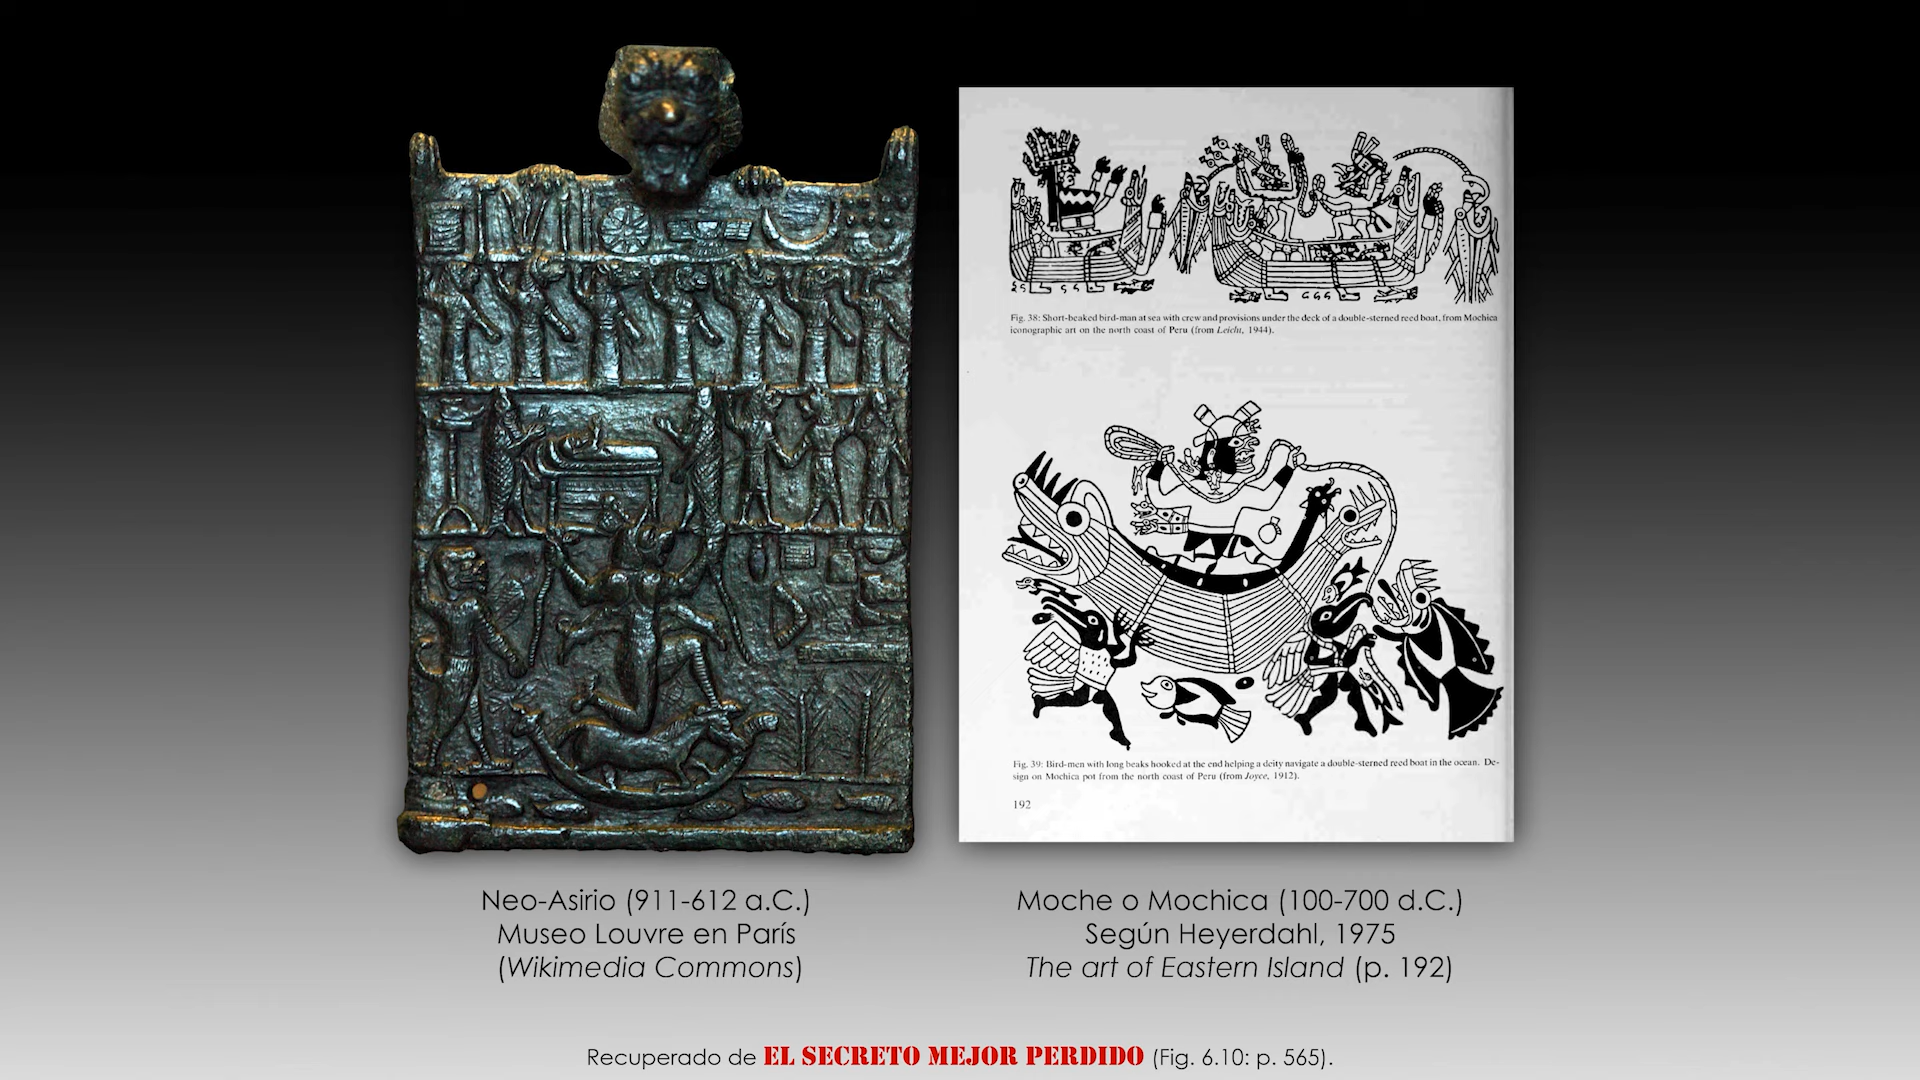 Fig. 38: Short-beaked bird-man at sea with crew and provisions under the deck of a double-sterned reed boat, from Mochica
iconographic art on the north coast of Peru (from Leicht, 1944).
Fig. 39: Bird-men with long beaks hooked at the end helping a deity navigate a double-sterned reed boat in the ocean. De-
sign on Mochica pot from the north coast of Peru (from Joyce, 1912).
192
Neo-Asirio (911-612 a.C.)
Museo Louvre en París
(Wikimedia Commons)
Moche o Mochica (100-700 d.C.)
Según Heyerdahl, 1975
The art of Eastern Island (p. 192)
Recuperado de EL SECRETO MEJOR PERDIDO (Fig. 6.10: p. 565).